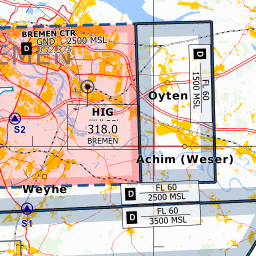 BREMEN CTR
D
GND 2500 MSL
D
FL 60
1500 MSL
Oyten
HIG
318.0
BREMEN
S2
Achim (Weser)
Weyhe
D
FL 60
2500 MSL
D
FL 60
3500 MSL
S1